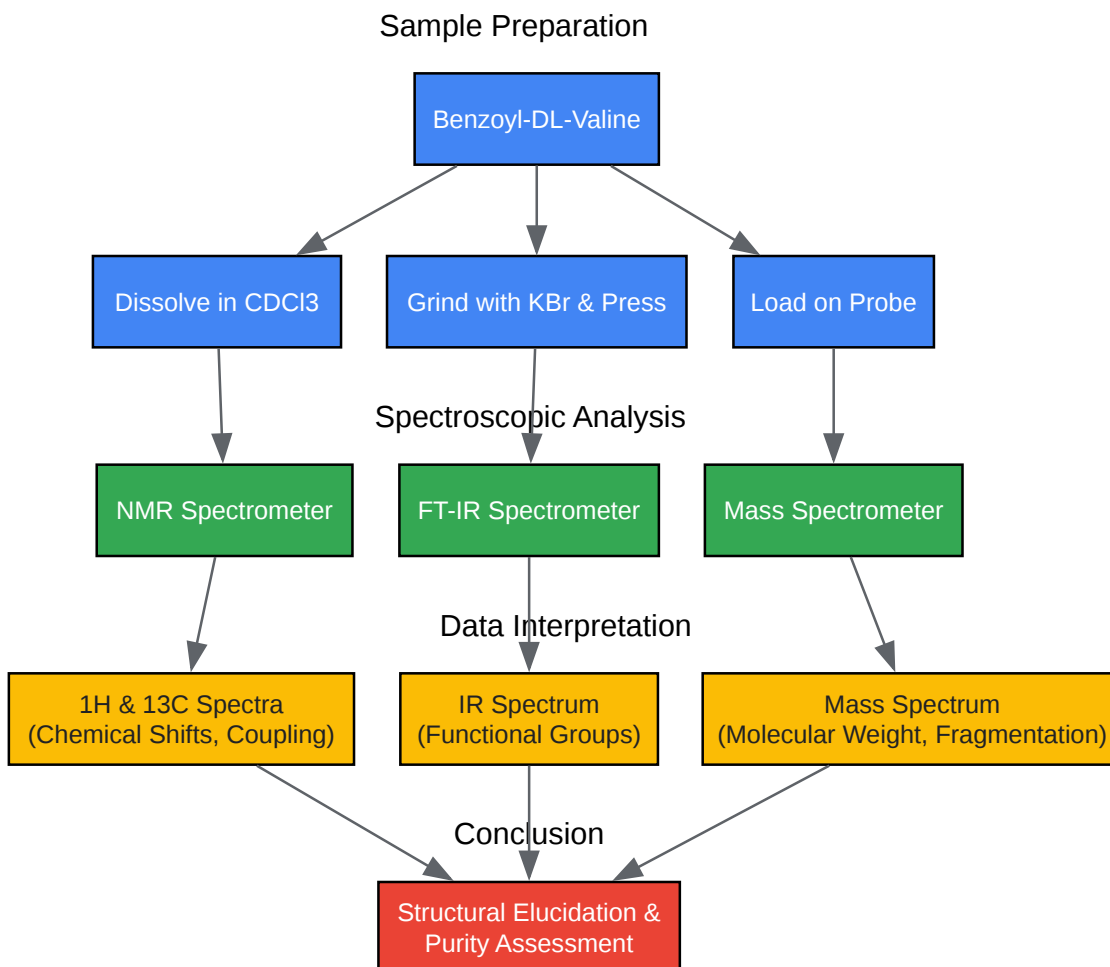 Sample Preparation
Benzoyl-DL-Valine
Dissolve in CDCl3
Grind with KBr & Press
Load on Probe
Spectroscopic Analysis
NMR Spectrometer
FT-IR Spectrometer
Mass Spectrometer
Data Interpretation
1H & 13C Spectra
(Chemical Shifts, Coupling)
IR Spectrum
(Functional Groups)
Mass Spectrum
(Molecular Weight, Fragmentation)
Conclusion
Structural Elucidation &
Purity Assessment